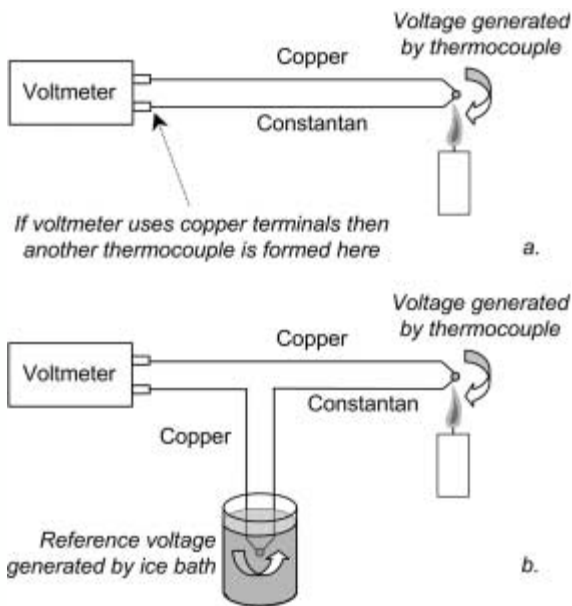 Voltage generated
by thermocouple
Copper
Voltmeter
Constantan
If voltmeter uses copper terminals then
another thermocouple is formed here
a.
Voltage generated
by thermocouple
Copper
Voltmeter
Constantan
Copper
Reference voltage
generated by ice bath
b.